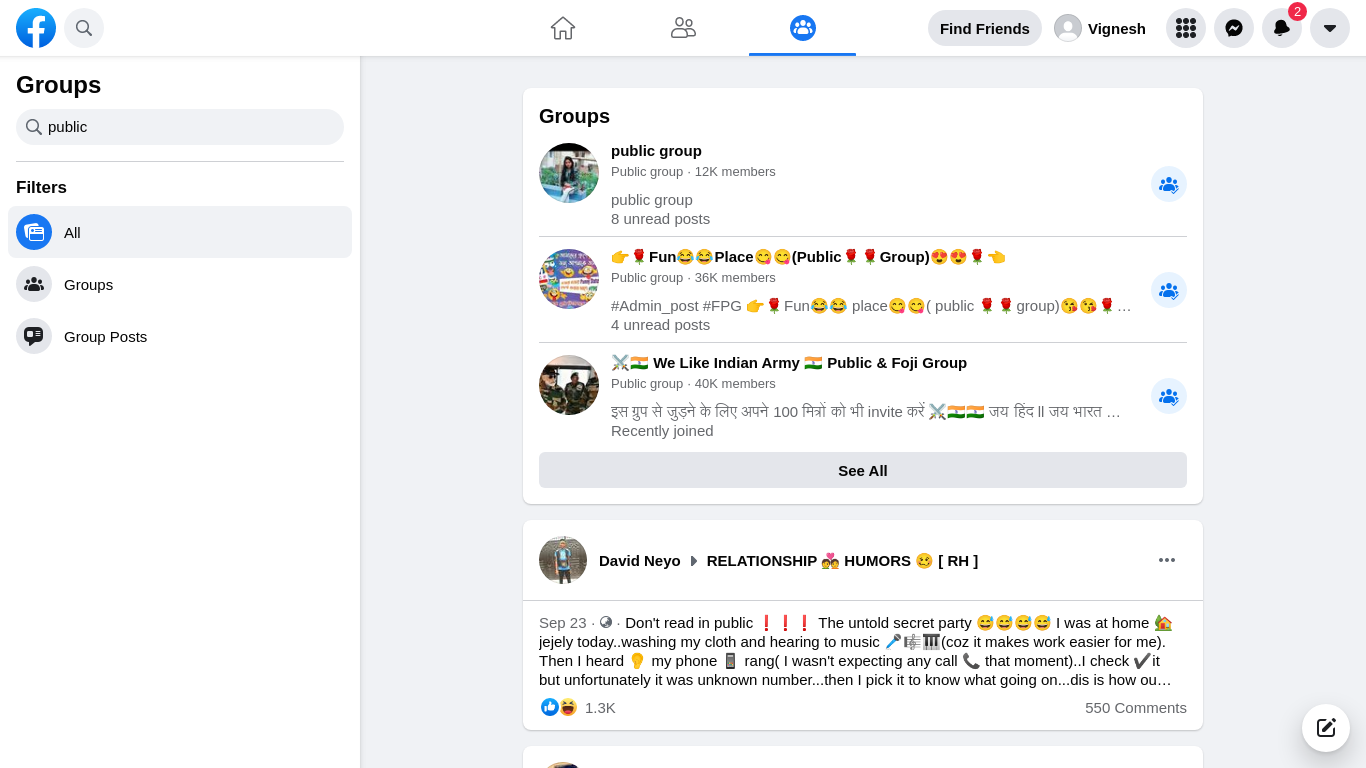 2
Find Friends
Vignesh
Groups
public
Filters
All
Groups
Group Posts
Groups
public group
Public group · 12K members
public group
8 unread posts
👉🌹Fun😂😂Place😋😋(Public🌹🌹Group)😍😍🌹👈
Public group · 36K members
#Admin_post #FPG 👉🌹Fun😂😂 place😋😋( public 🌹🌹group)😘😘🌹…
4 unread posts
⚔️🇮🇳 We Like Indian Army 🇮🇳 Public & Foji Group
Public group · 40K members
इस ग्रुप से जुड़ने के लिए अपने 100 मित्रों को भी invite करें ⚔️🇮🇳🇮🇳 जय हिंद ll जय भारत …
Recently joined
See All
David Neyo ▶ RELATIONSHIP 💑 HUMORS 🥴 [ RH ]
Sep 23 · · Don't read in public ❗❗❗ The untold secret party 😅😅😅😅 I was at home 🏡
jejely today..washing my cloth and hearing to music 🎤🎼🎹(coz it makes work easier for me).
Then I heard 👂 my phone 📱 rang( I wasn't expecting any call 📞 that moment)..I check ✔️it
but unfortunately it was unknown number...then I pick it to know what going on...dis is how ou…
1.3K
550 Comments